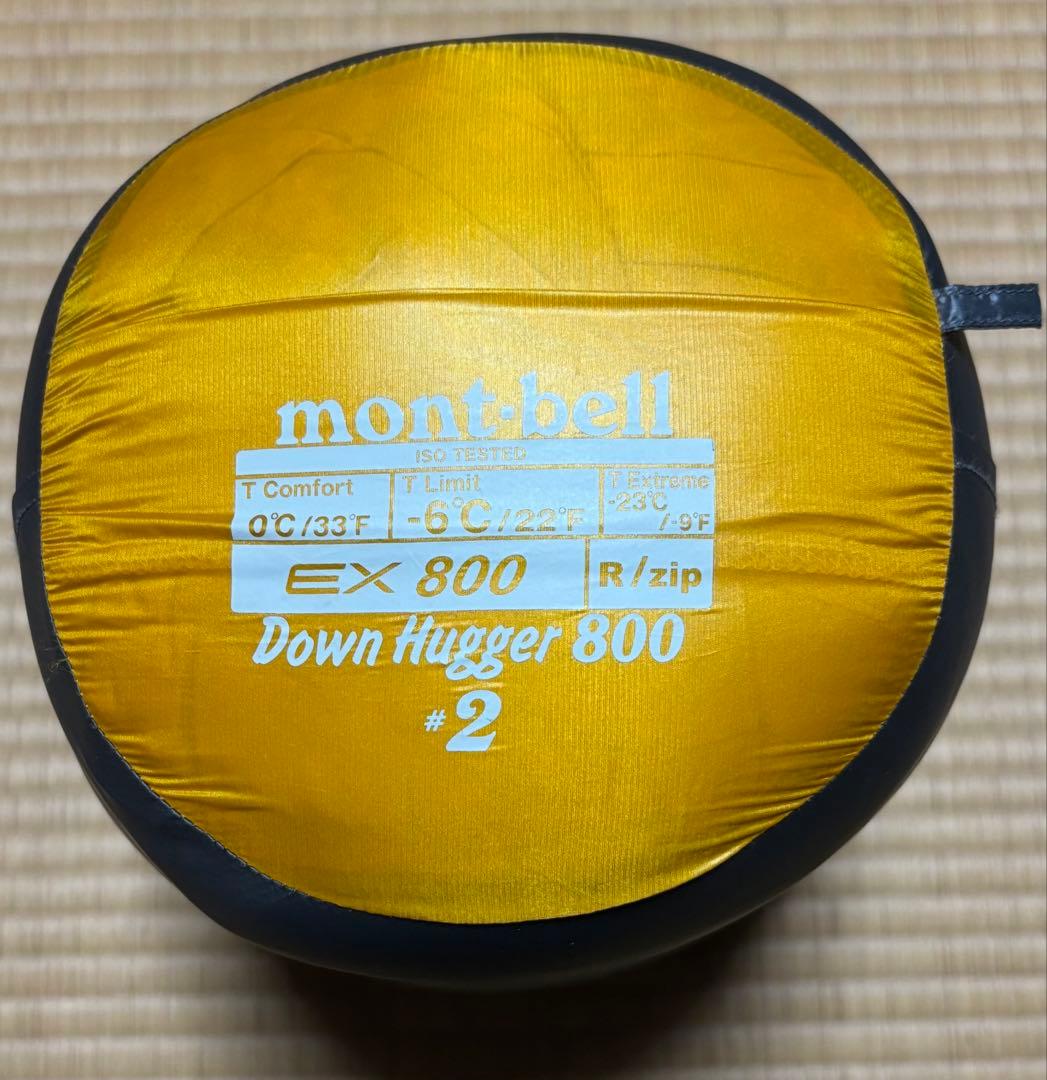 mont-bell
ISO TESTED
T Comfort
0°C/33°F
T Limit
-6°C/22°F
T Extreme
-23°C
/-9°F
EX 800
R/zip
Down Hugger 800
#2